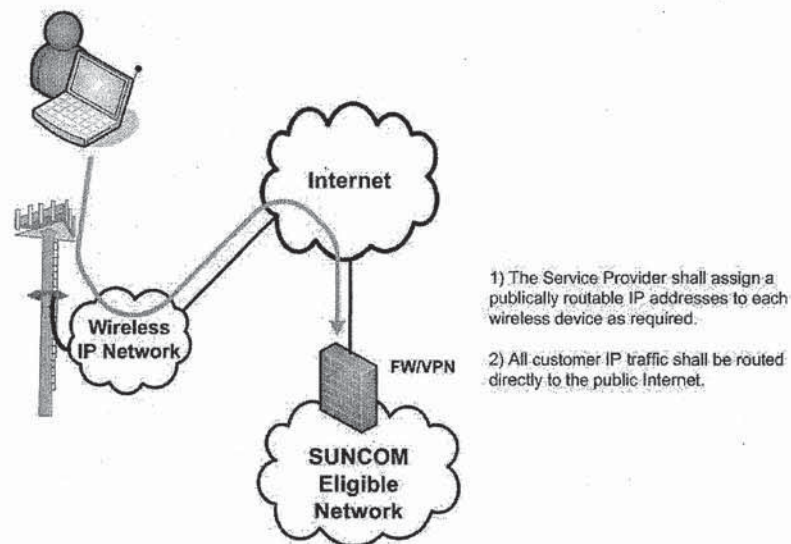 Internet
Wireless
IP Network
FW/VPN
SUNCOM
Eligible
Network
1) The Service Provider shall assign a
publically routable IP addresses to each
wireless device as required.
2) All customer IP traffic shall be routed
directly to the public Internet.